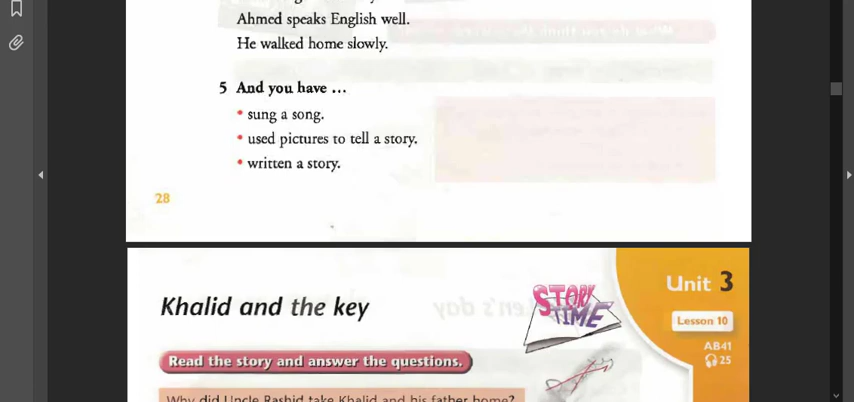 Ahmed speaks English well.
He walked home slowly.
5 And you have ...
• sung a song.
• used pictures to tell a story.
• written a story.
28
Khalid and the key
STORY
TIME
Unit 3
Lesson 10
AB41
25
Read the story and answer the questions.
Why did Uncle Rashid take Khalid and his father home?